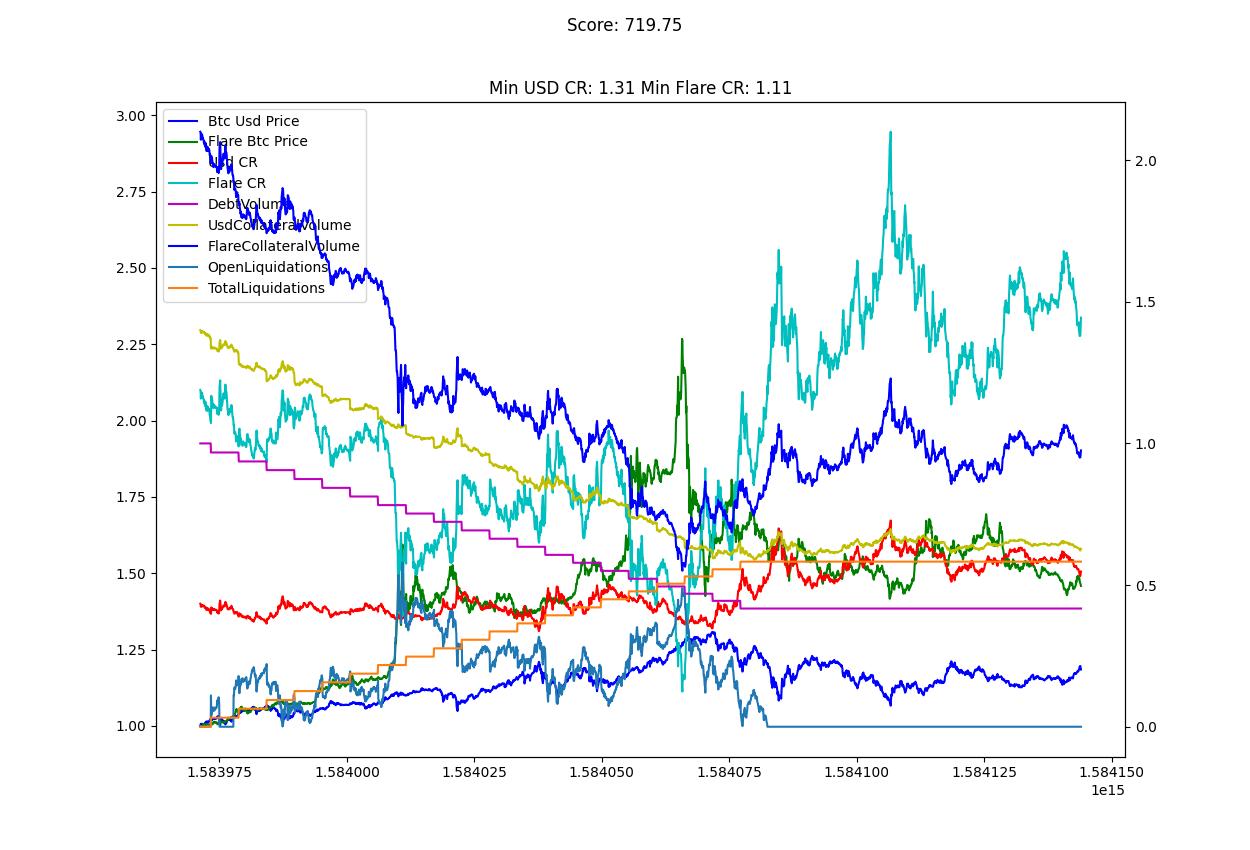 Score: 719.75
Min USD CR: 1.31 Min Flare CR: 1.11
3.00
2.75
2.50
2.25
2.00
1.75
1.50
1.25
1.00
Btc Usd Price
Flare Btc Price
Usd CR
Flare CR
DebtVolume
UsdCollateralVolume
FlareCollateralVolume
OpenLiquidations
TotalLiquidations
2.0
1.5
1.0
0.5
0.0
1.583975 1.584000 1.584025 1.584050 1.584075 1.584100 1.584125 1.584150
1e15